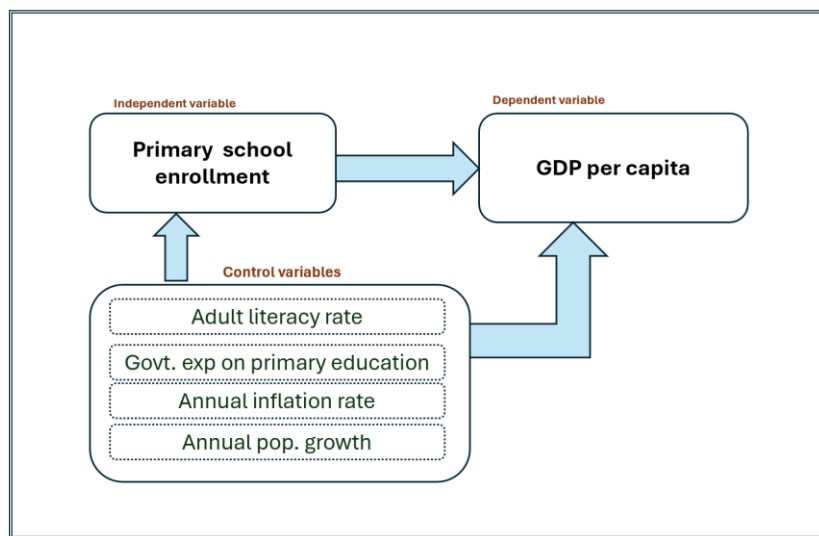 Independent variable
Dependent variable
Primary school
enrollment
GDP per capita
Control variables
Adult literacy rate
Govt. exp on primary education
Annual inflation rate
Annual pop. growth